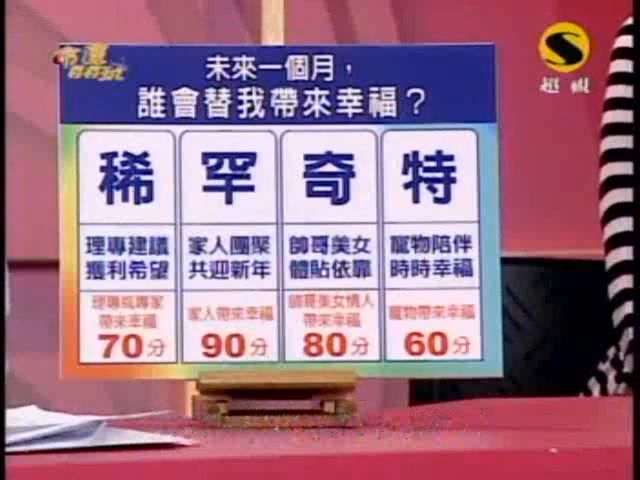 超視
未來一個月，
誰會替我帶來幸福？
稀
理專建議
獲利希望
理專或專家
帶來幸福
70分
罕
家人團聚
共迎新年
家人帶來幸福
90分
奇
帥哥美女
體貼依靠
帥哥美女情人
帶來幸福
80分
特
寵物陪伴
時時幸福
寵物帶來幸福
60分